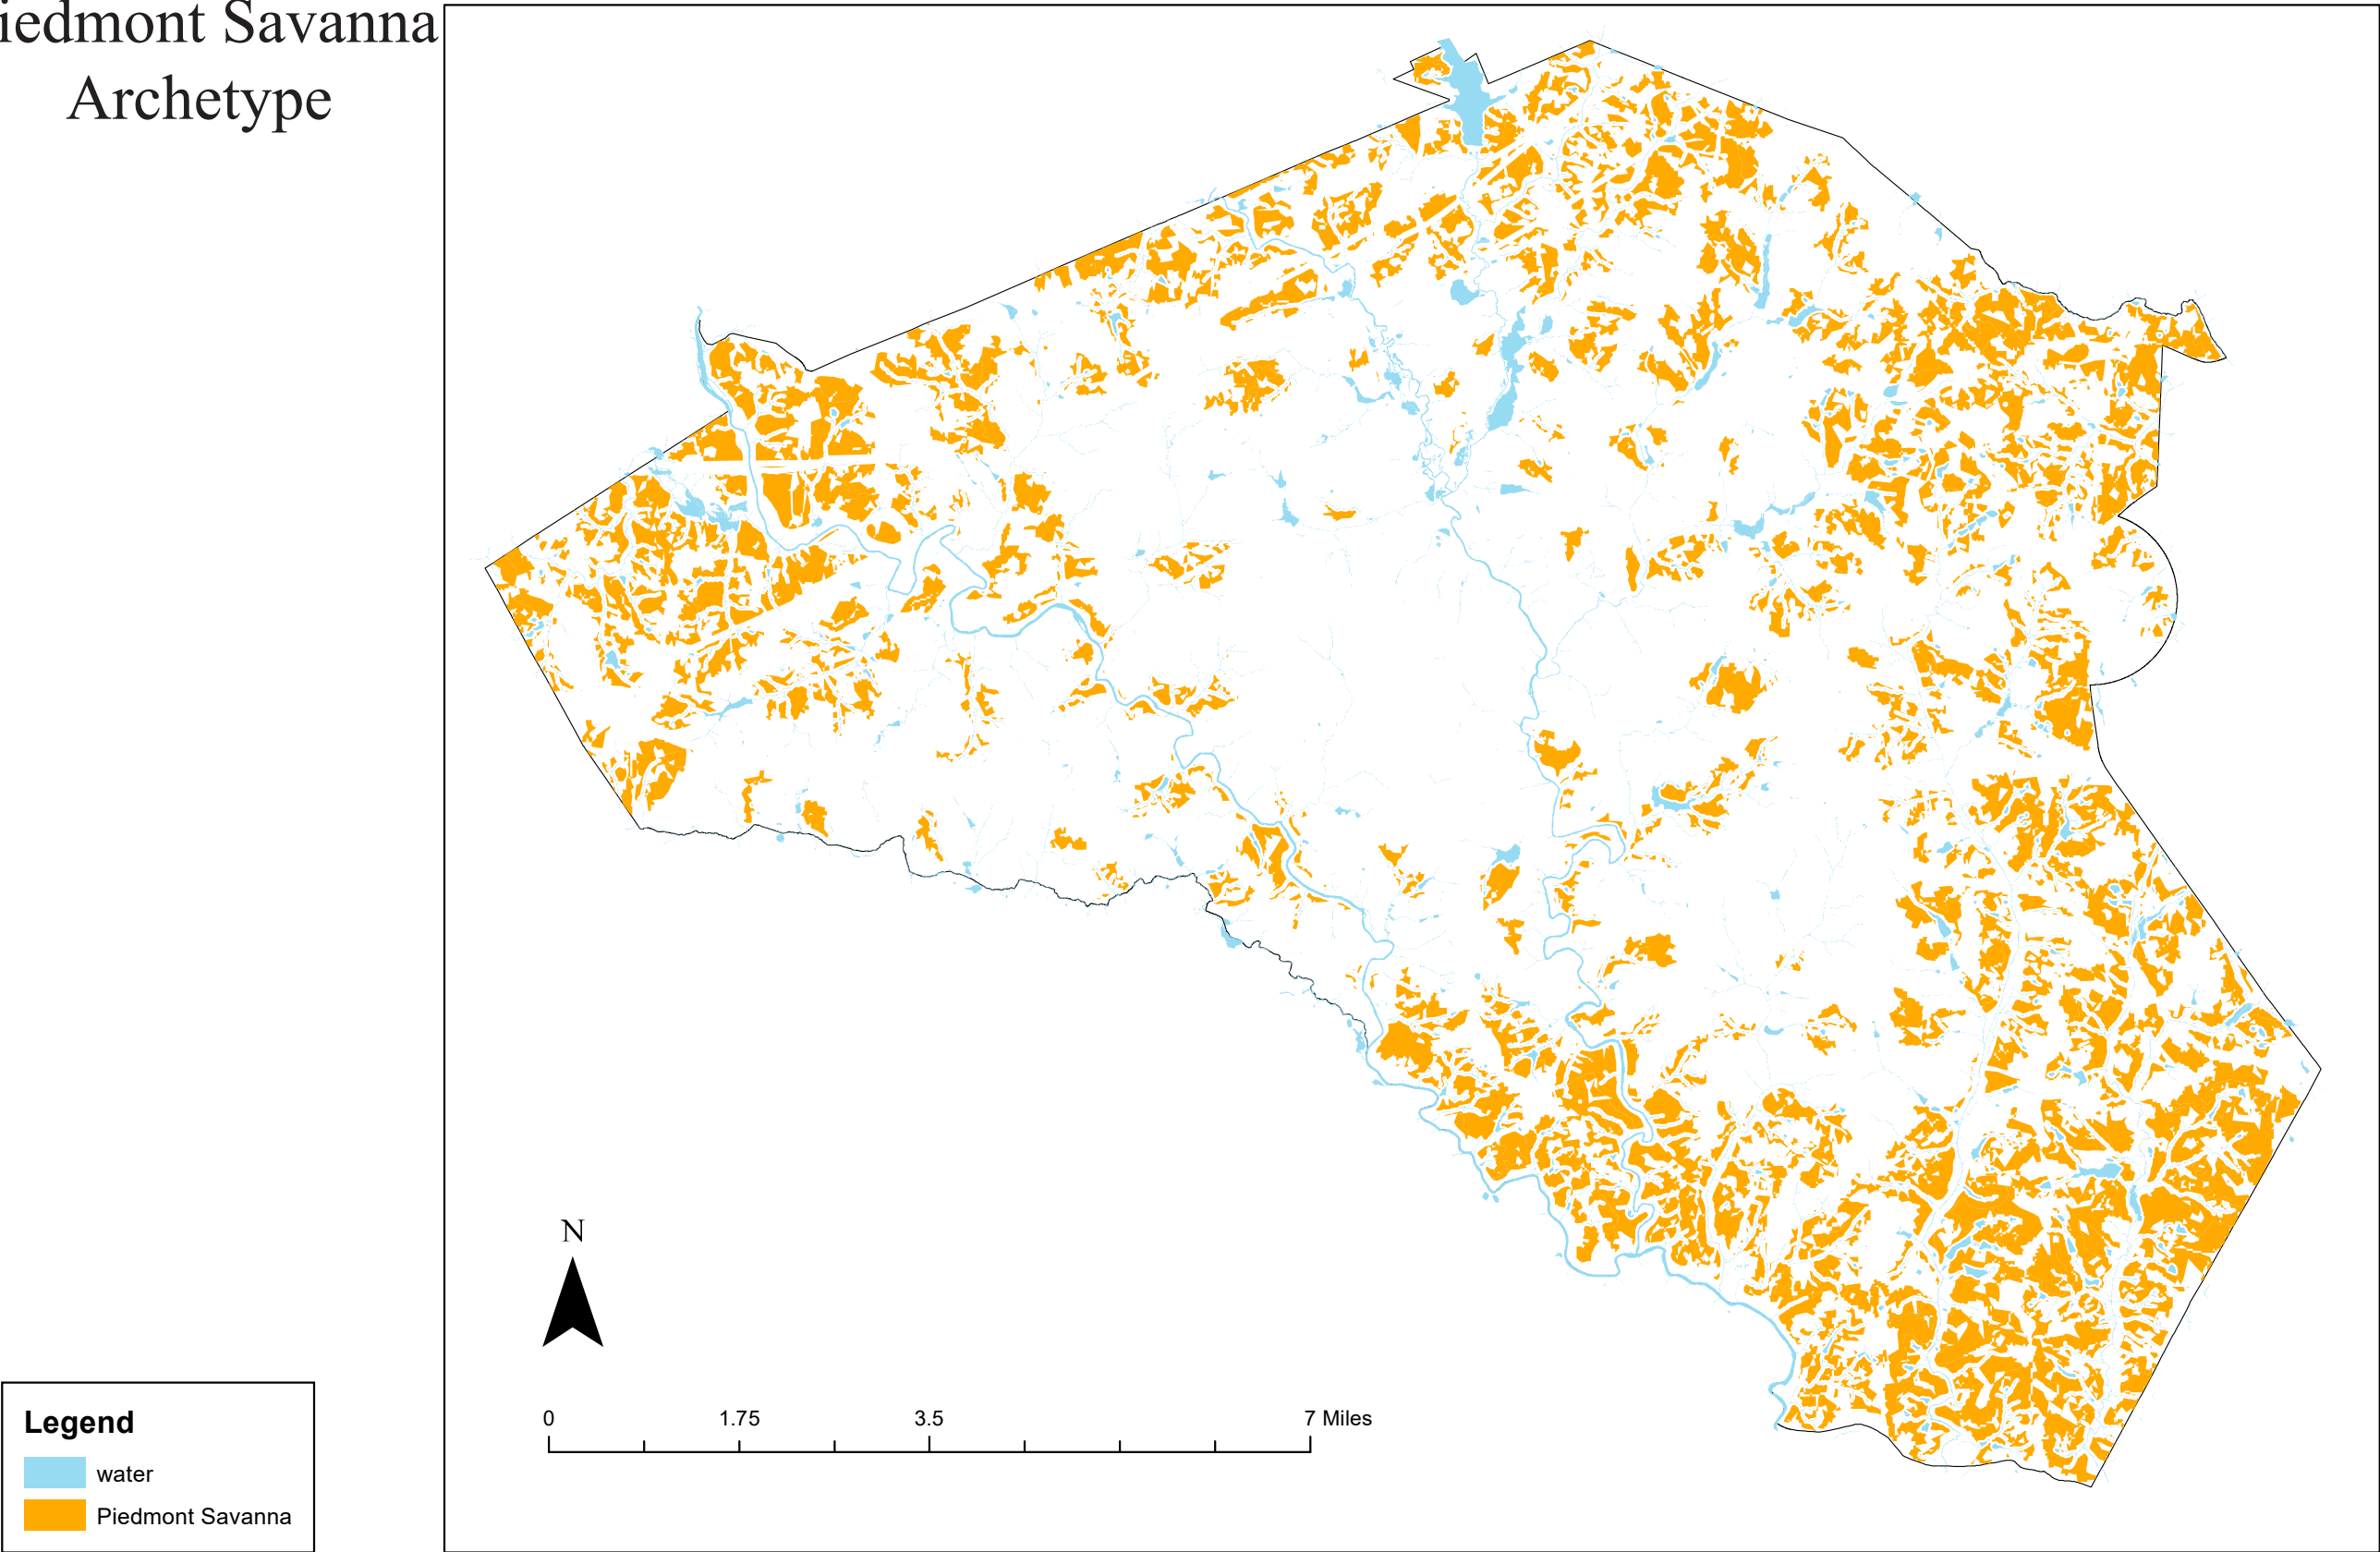 iedmont Savanna
Archetype
N
0 1.75 3.5 7 Miles
Legend
water
Piedmont Savanna